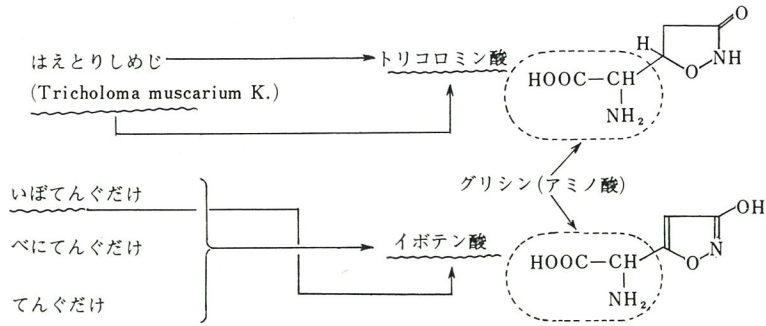 はえとりしめじ
(Tricholoma muscarium K.)
トリコロミン酸
HOOC-CH
NH₂
H
O
O
NH
グリシン(アミノ酸)
いぼてんぐだけ
べにてんぐだけ
てんぐだけ
イボテン酸
HOOC-CH
NH₂
OH
O
N